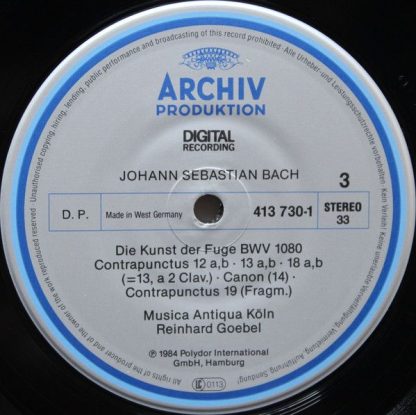 ARCHIV
PRODUKTION
DIGITAL
RECORDING
JOHANN SEBASTIAN BACH
3
D. P.
Made in West Germany
413 730-1
STEREO
33
Die Kunst der Fuge BWV 1080
Contrapunctus 12 a,b · 13 a,b · 18 a,b
(=13, a 2 Clav.) · Canon (14) ·
Contrapunctus 19 (Fragm.)
Musica Antiqua Köln
Reinhard Goebel
℗ 1984 Polydor International
GmbH, Hamburg
LC 0113
All rights of the producer and of the owner of the work reproduced reserved · Unauthorised copying, hiring, lending, public performance and broadcasting of this record prohibited · Alle Urheber- und Leistungsschutzrechte vorbehalten. Kein Verleih! Keine unerlaubte Vervielfältigung, Vermietung, Aufführung, Sendung!